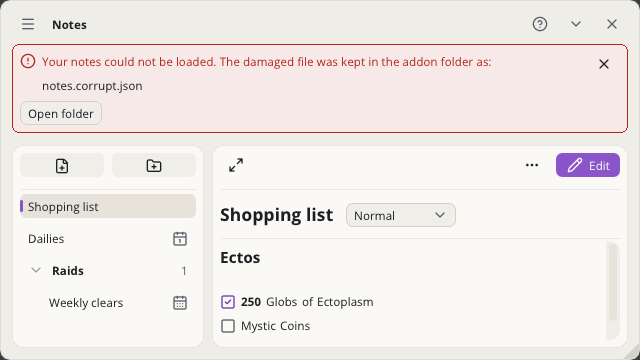 Notes
Your notes could not be loaded. The damaged file was kept in the addon folder as:
notes.corrupt.json
Open folder
Edit
Shopping list
Dailies
1
Raids
1
Weekly clears
Shopping list
Normal
Ectos
250 Globs of Ectoplasm
Mystic Coins